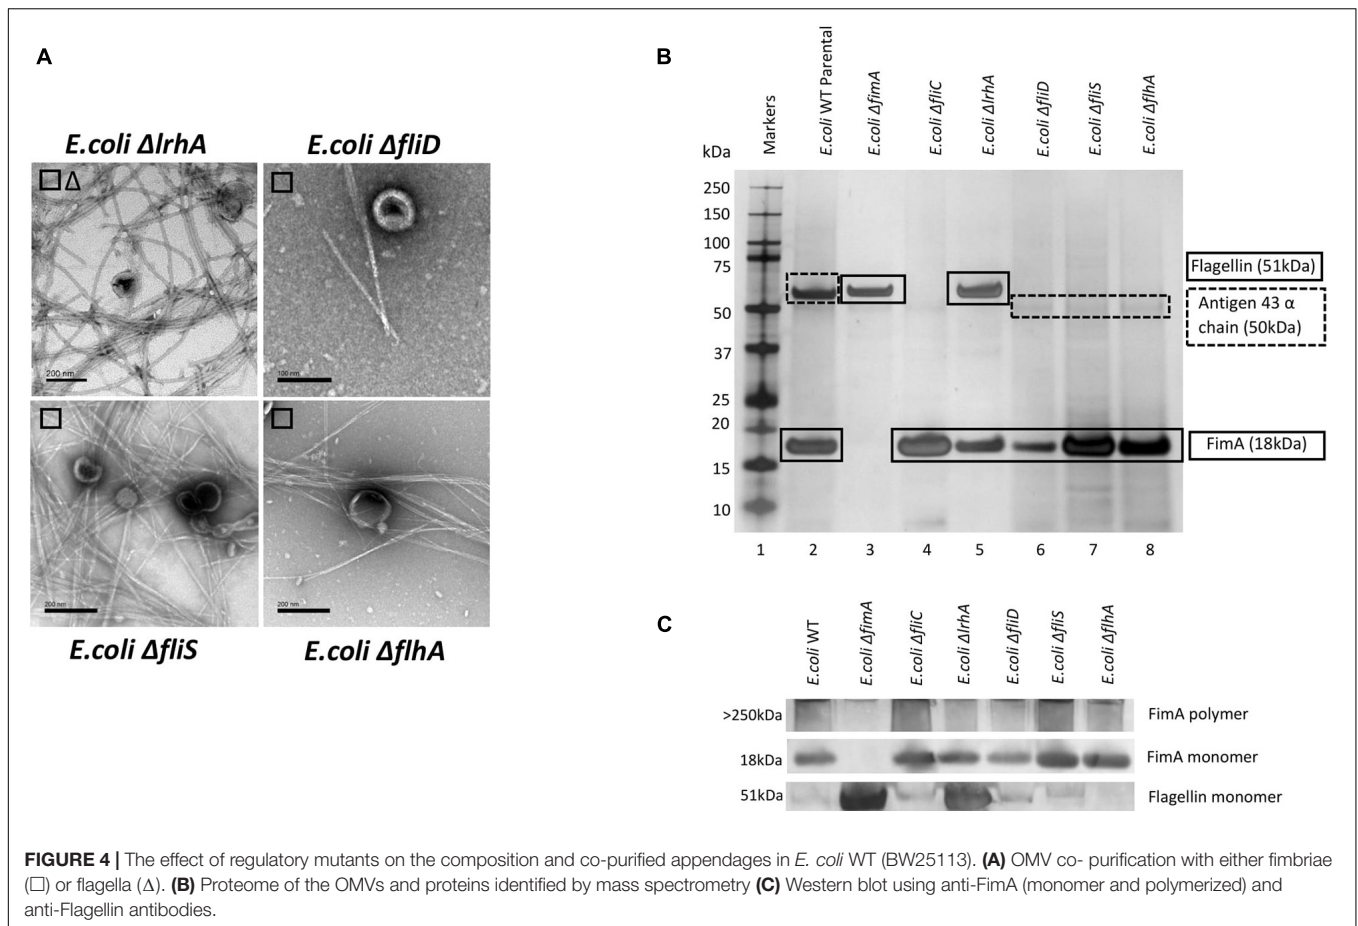 A
E.coli ΔlrhA
E.coli ΔfliD
□Δ
□
200 nm
100 nm
□
□
200 nm
200 nm
E.coli ΔfliS
E.coli ΔflhA
B
kDa
Markers
E.coli WT Parental
E.coli ΔfimA
E.coli ΔfliC
E.coli ΔlrhA
E.coli ΔfliD
E.coli ΔfliS
E.coli ΔflhA
250
150
100
75
50
37
25
20
15
10
Flagellin (51kDa)
Antigen 43 α
chain (50kDa)
FimA (18kDa)
1 2 3 4 5 6 7 8
C
E.coli WT
E.coli ΔfimA
E.coli ΔfliC
E.coli ΔlrhA
E.coli ΔfliD
E.coli ΔfliS
E.coli ΔflhA
>250kDa FimA polymer
18kDa FimA monomer
51kDa Flagellin monomer
FIGURE 4 | The effect of regulatory mutants on the composition and co-purified appendages in E. coli WT (BW25113). (A) OMV co- purification with either fimbriae
(□) or flagella (Δ). (B) Proteome of the OMVs and proteins identified by mass spectrometry (C) Western blot using anti-FimA (monomer and polymerized) and
anti-Flagellin antibodies.